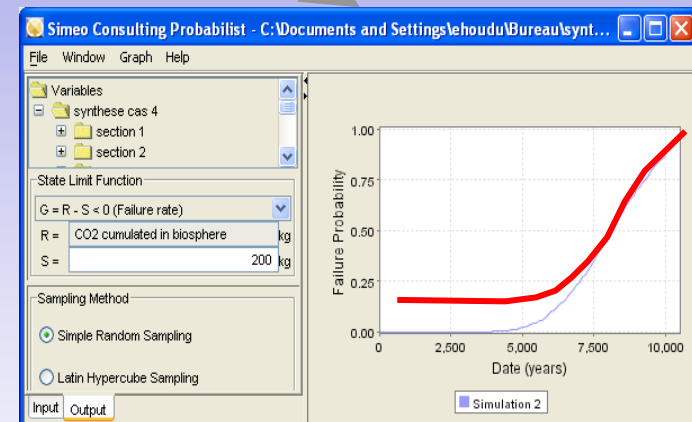 Simeo Consulting Probabilist - C:\Documents and Settings\ehoudu\Bureau\synt...
File Window Graph Help
Variables
synthese cas 4
section 1
section 2
State Limit Function
G = R - S < 0 (Failure rate)
R = CO2 cumulated in biosphere kg
S = 200 kg
Sampling Method
Simple Random Sampling
Latin Hypercube Sampling
Input Output
1.00
0.75
0.50
0.25
0.00
Failure Probability
0 2,500 5,000 7,500 10,000
Date (years)
Simulation 2